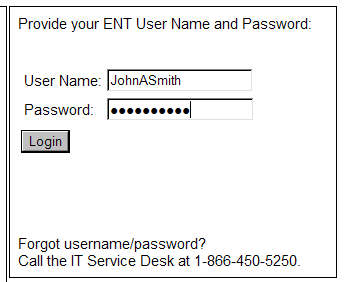 Provide your ENT User Name and Password:
User Name: JohnASmith
Password: ●●●●●●●●●●
Login
Forgot username/password?
Call the IT Service Desk at 1-866-450-5250.